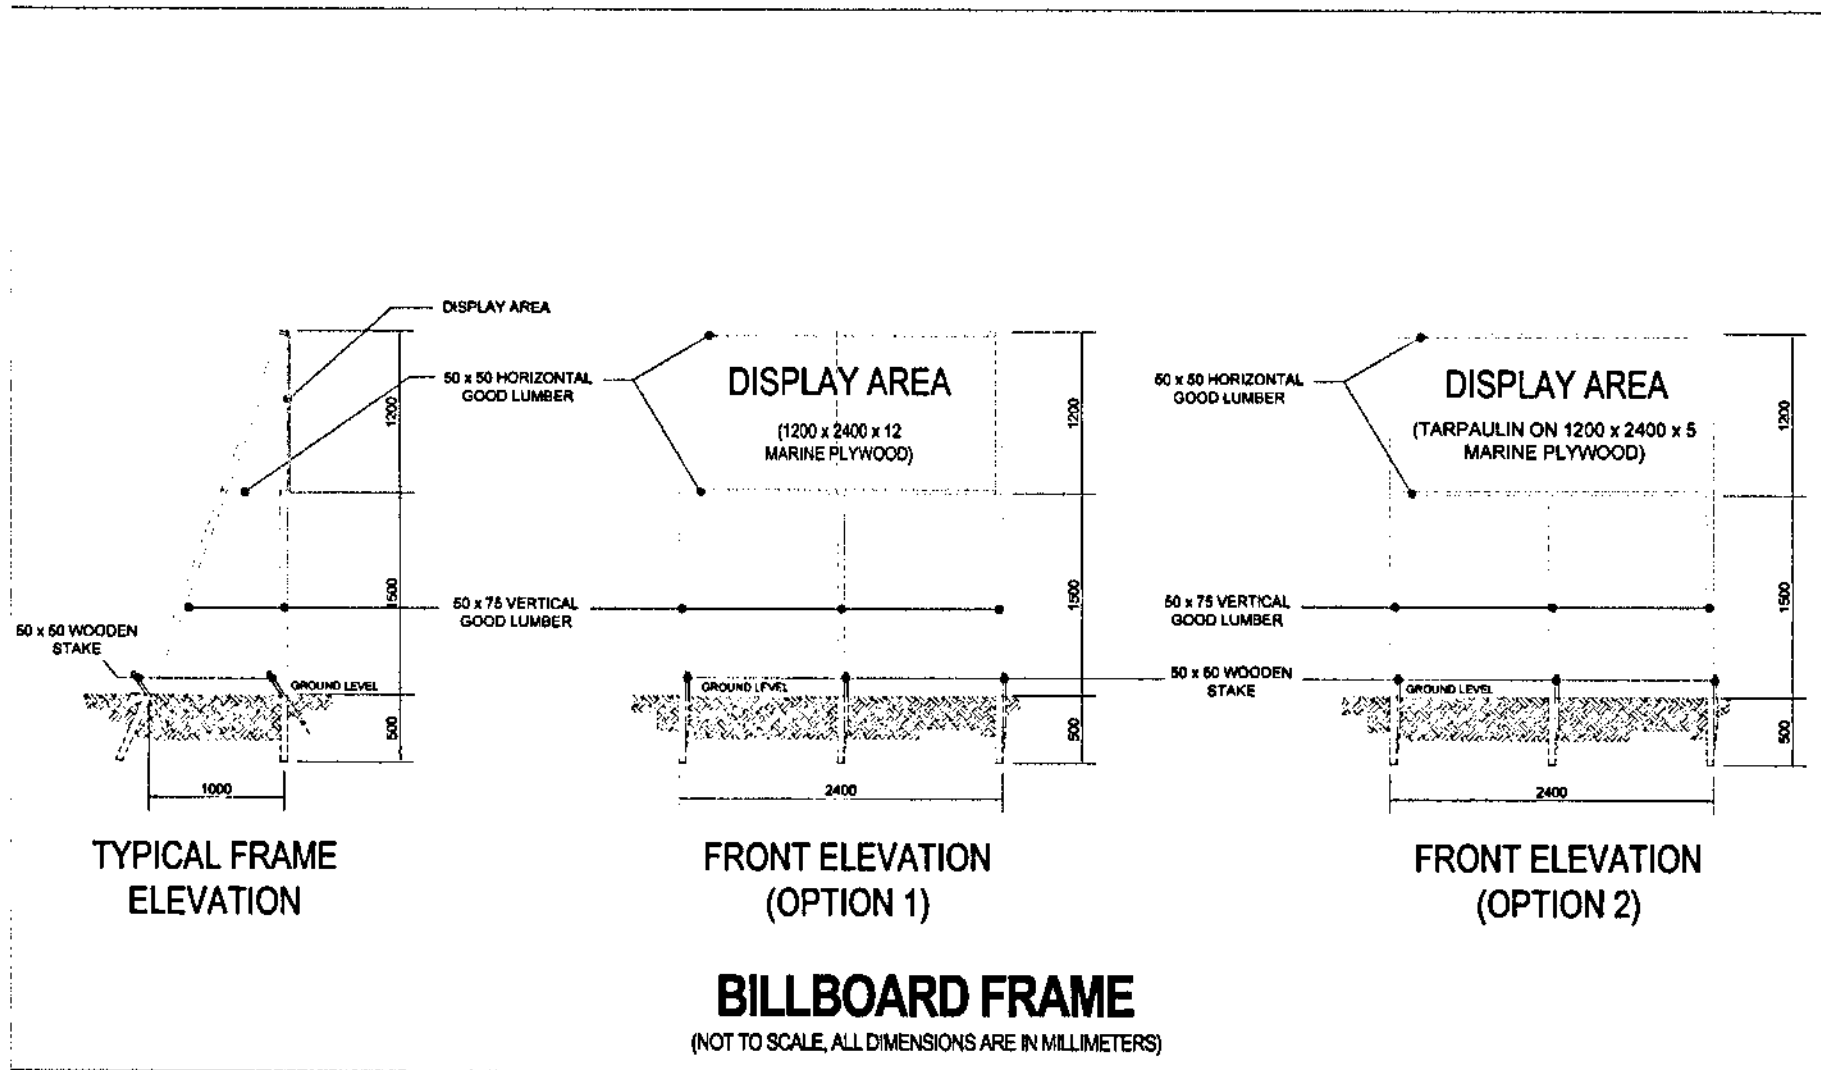 DISPLAY AREA
50 x 50 HORIZONTAL
GOOD LUMBER
1200
1500
50 x 75 VERTICAL
GOOD LUMBER
50 x 50 WOODEN
STAKE
GROUND LEVEL
500
1000
TYPICAL FRAME
ELEVATION
DISPLAY AREA
(1200 x 2400 x 12
MARINE PLYWOOD)
1200
1500
GROUND LEVEL
500
2400
50 x 50 WOODEN
STAKE
FRONT ELEVATION
(OPTION 1)
50 x 50 HORIZONTAL
GOOD LUMBER
DISPLAY AREA
(TARPAULIN ON 1200 x 2400 x 5
MARINE PLYWOOD)
1200
50 x 75 VERTICAL
GOOD LUMBER
1500
GROUND LEVEL
500
2400
FRONT ELEVATION
(OPTION 2)
BILLBOARD FRAME
(NOT TO SCALE, ALL DIMENSIONS ARE IN MILLIMETERS)